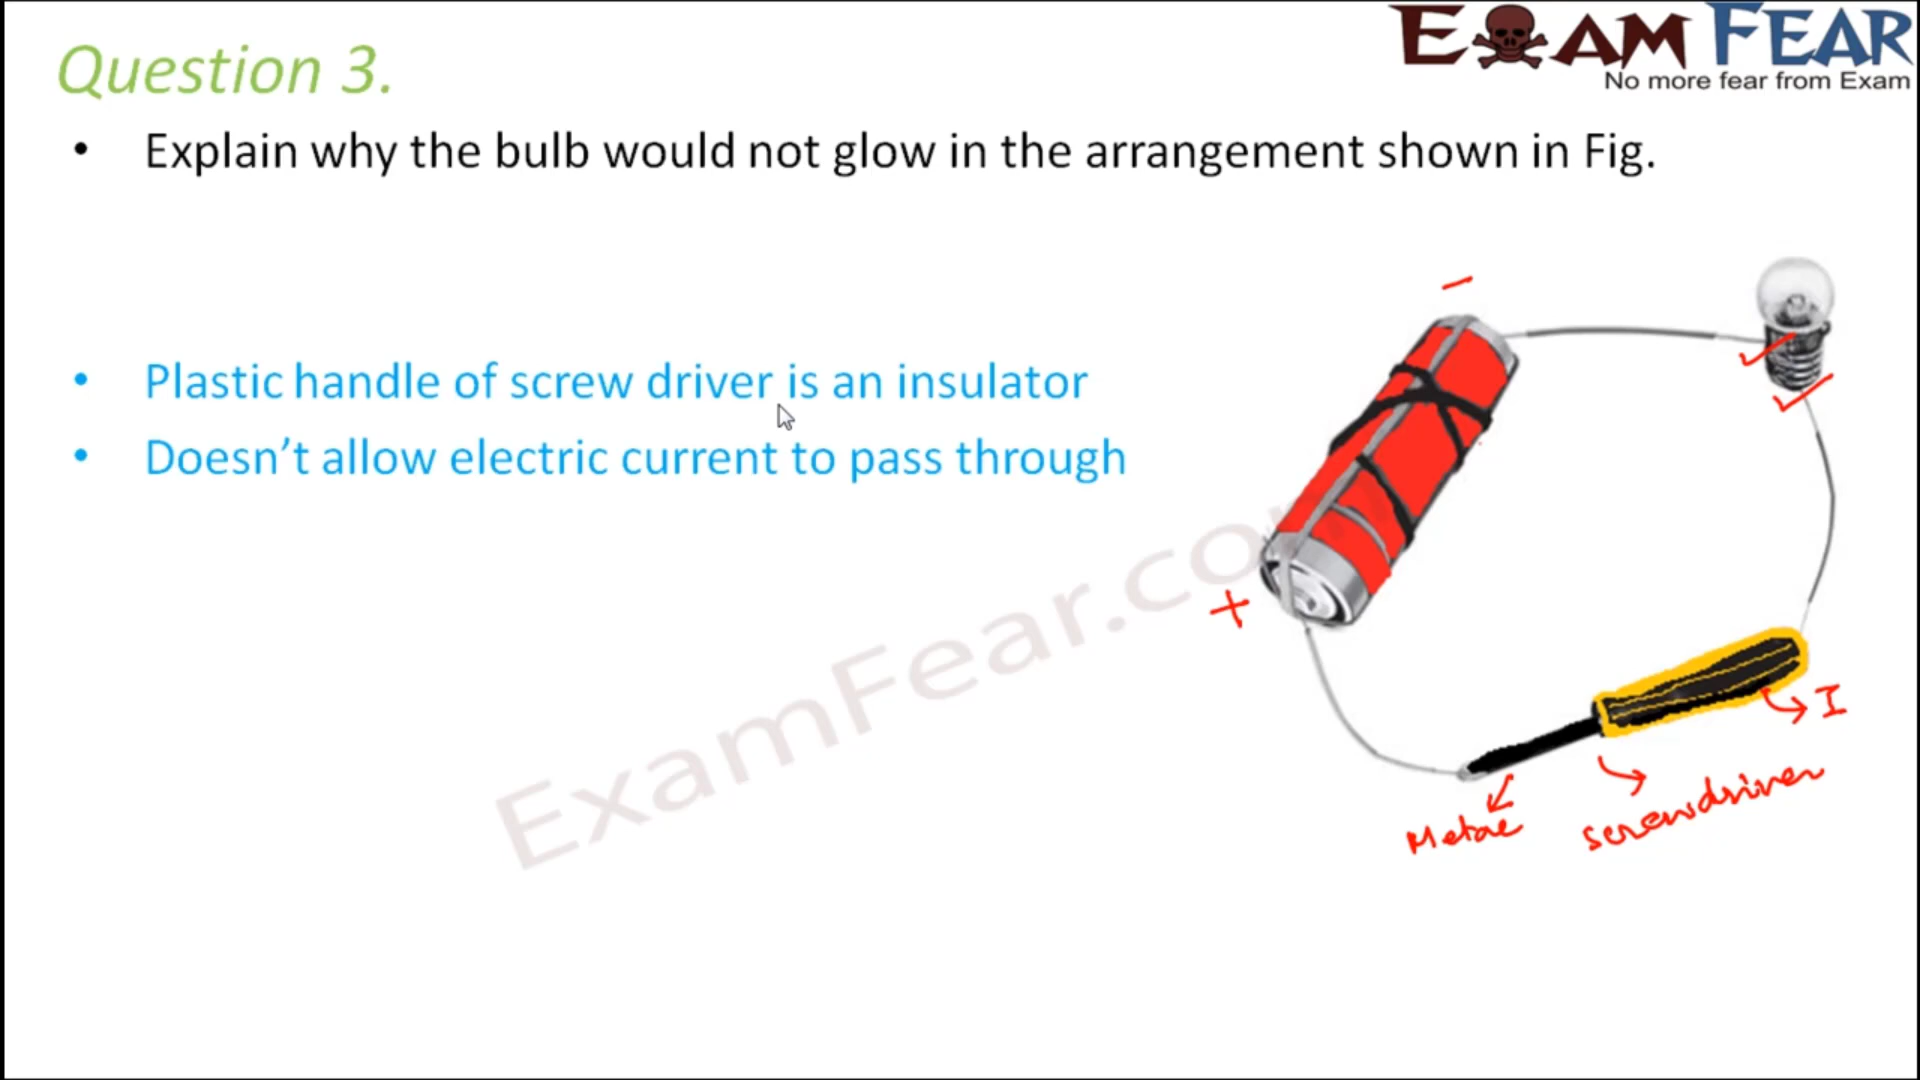 EXAM FEAR
No more fear from Exam
Question 3.
• Explain why the bulb would not glow in the arrangement shown in Fig.
• Plastic handle of screw driver is an insulator
• Doesn’t allow electric current to pass through
ExamFear.com
−
+
I
Metal
Screwdriver